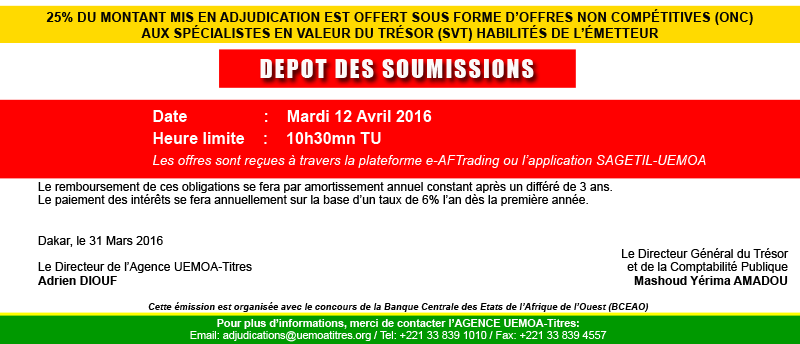 25% DU MONTANT MIS EN ADJUDICATION EST OFFERT SOUS FORME D'OFFRES NON COMPÉTITIVES (ONC)
AUX SPÉCIALISTES EN VALEUR DU TRÉSOR (SVT) HABILITÉS DE L'ÉMETTEUR
DEPOT DES SOUMISSIONS
Date : Mardi 12 Avril 2016
Heure limite : 10h30mn TU
Les offres sont reçues à travers la plateforme e-AFTrading ou l'application SAGETIL-UEMOA
Le remboursement de ces obligations se fera par amortissement annuel constant après un différé de 3 ans.
Le paiement des intérêts se fera annuellement sur la base d'un taux de 6% l'an dès la première année.
Dakar, le 31 Mars 2016
Le Directeur de l'Agence UEMOA-Titres
Adrien DIOUF
Le Directeur Général du Trésor
et de la Comptabilité Publique
Mashoud Yérima AMADOU
Cette émission est organisée avec le concours de la Banque Centrale des Etats de l'Afrique de l'Ouest (BCEAO)
Pour plus d'informations, merci de contacter l'AGENCE UEMOA-Titres:
Email: adjudications@uemoatitres.org / Tel: +221 33 839 1010 / Fax: +221 33 839 4557